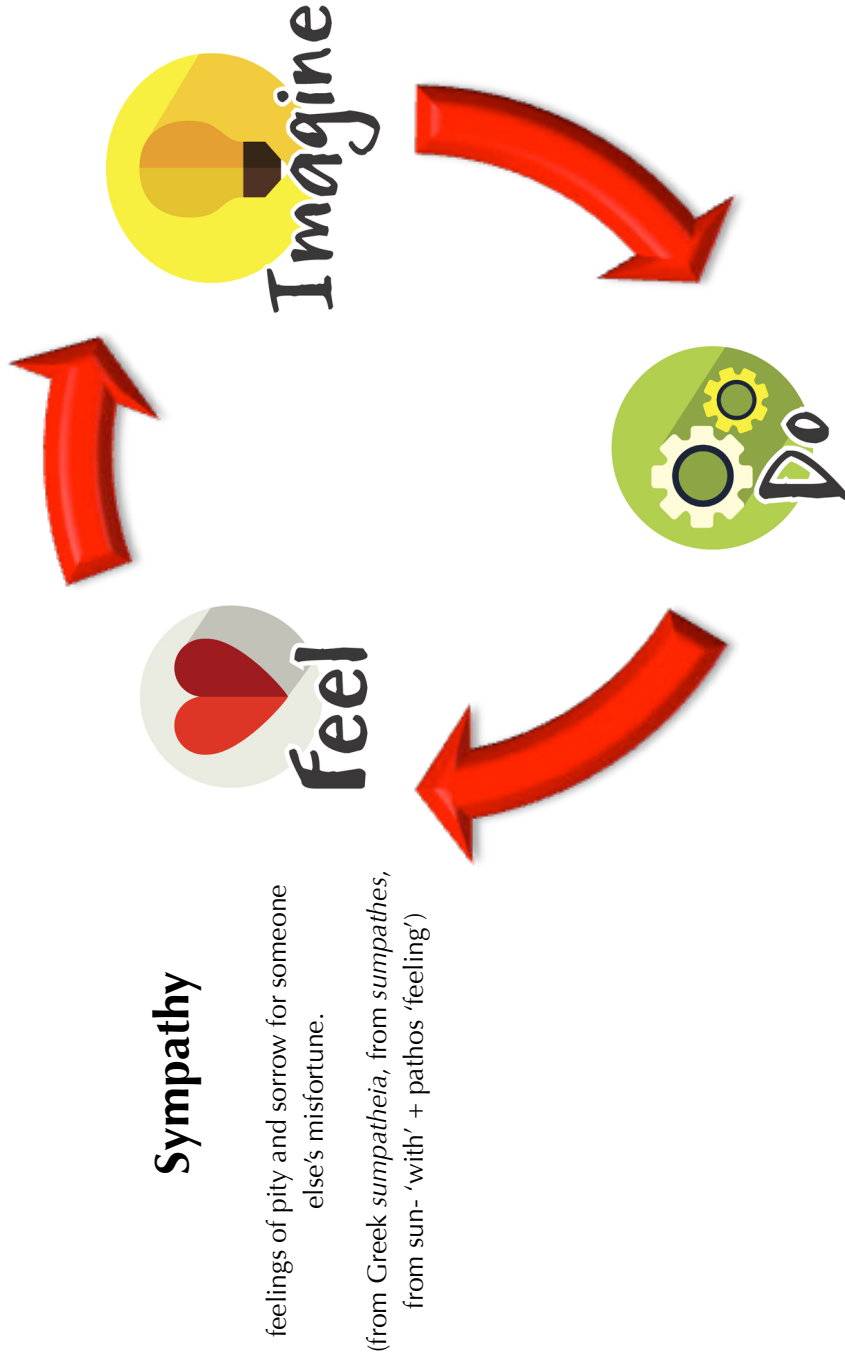 Sympathy
feelings of pity and sorrow for someone
else’s misfortune.
(from Greek sumpatheia, from sumpathes,
from sun- ‘with’ + pathos ‘feeling’)
Feel
Imagine
Do